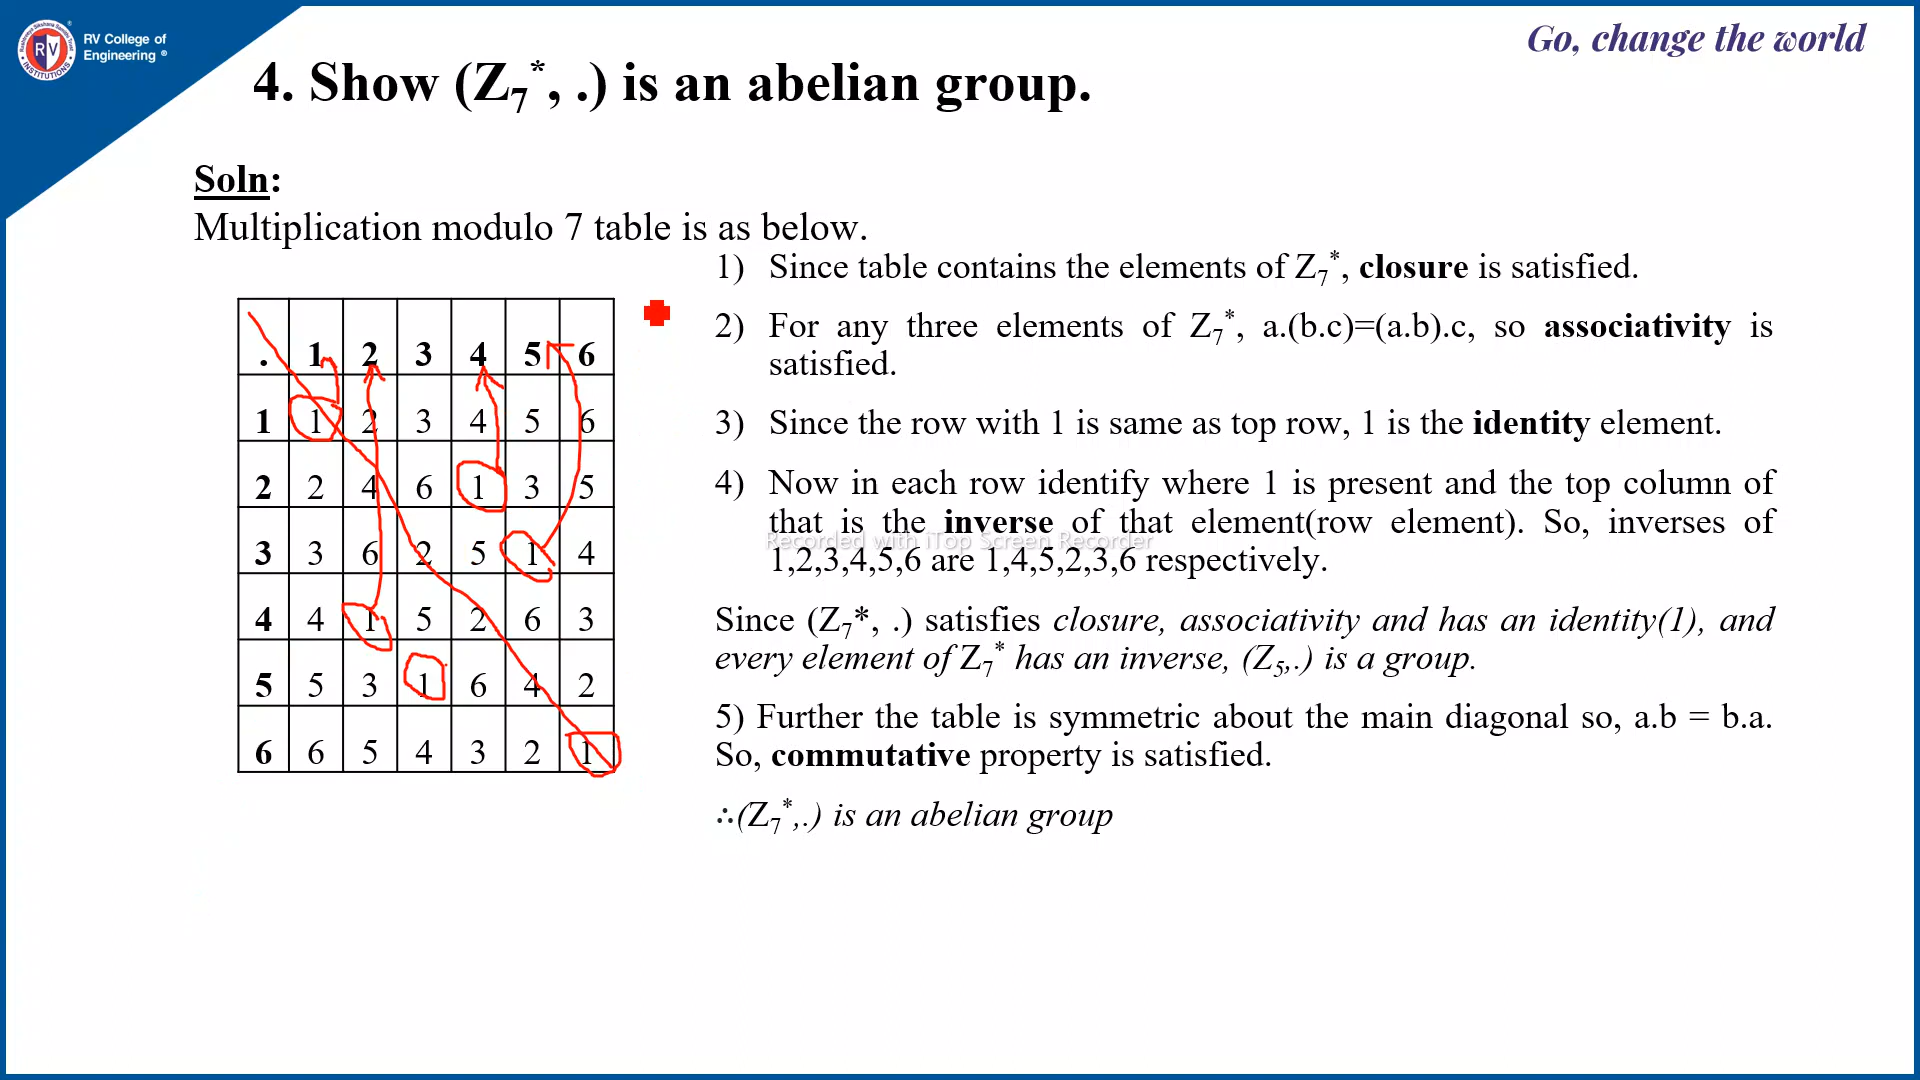 RV College of
Engineering ®
Go, change the world
4. Show (Z₇*, .) is an abelian group.
Soln:
Multiplication modulo 7 table is as below.
. 1 2 3 4 5 6
1 1 2 3 4 5 6
2 2 4 6 1 3 5
3 3 6 2 5 1 4
4 4 1 5 2 6 3
5 5 3 1 6 4 2
6 6 5 4 3 2 1
1) Since table contains the elements of Z₇*, closure is satisfied.
2) For any three elements of Z₇*, a.(b.c)=(a.b).c, so associativity is
satisfied.
3) Since the row with 1 is same as top row, 1 is the identity element.
4) Now in each row identify where 1 is present and the top column of
that is the inverse of that element(row element). So, inverses of
Recorded with iTop Screen Recorder
1,2,3,4,5,6 are 1,4,5,2,3,6 respectively.
Since (Z₇*, .) satisfies closure, associativity and has an identity(1), and
every element of Z₇* has an inverse, (Z₅,.) is a group.
5) Further the table is symmetric about the main diagonal so, a.b = b.a.
So, commutative property is satisfied.
∴(Z₇*,.) is an abelian group